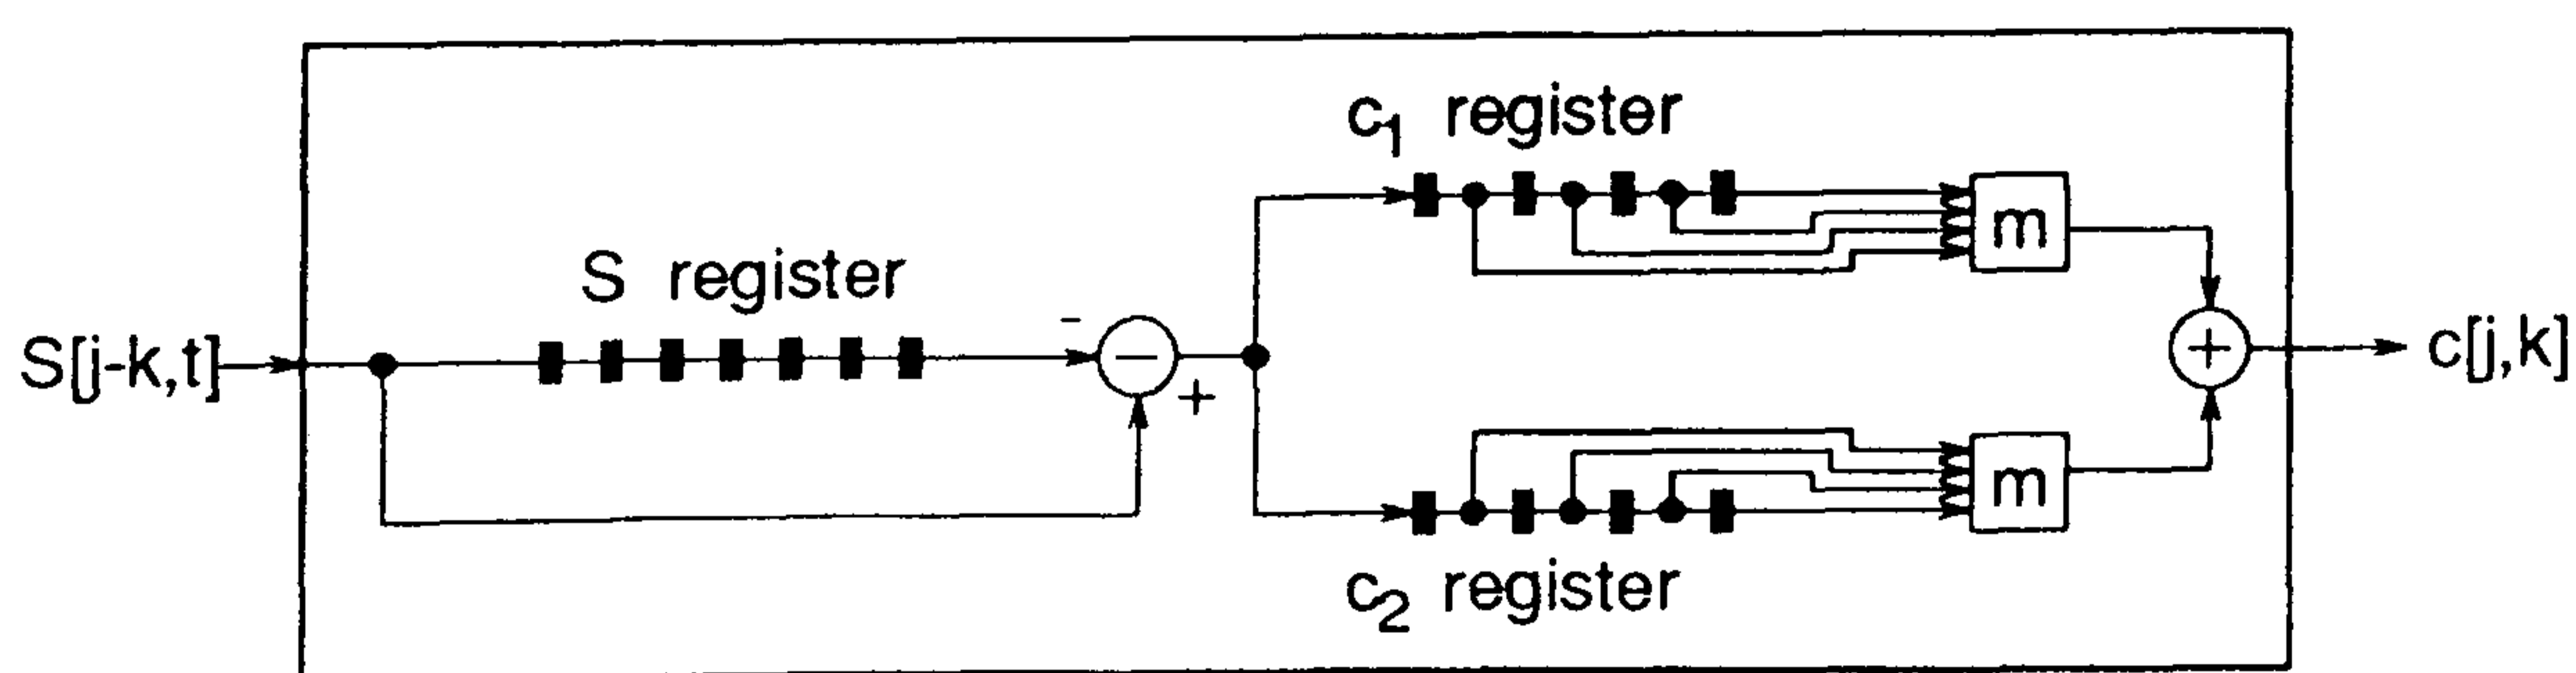 c₁ register
m
S register
-
−
+
S[j-k,t]
+
c[j,k]
m
c₂ register